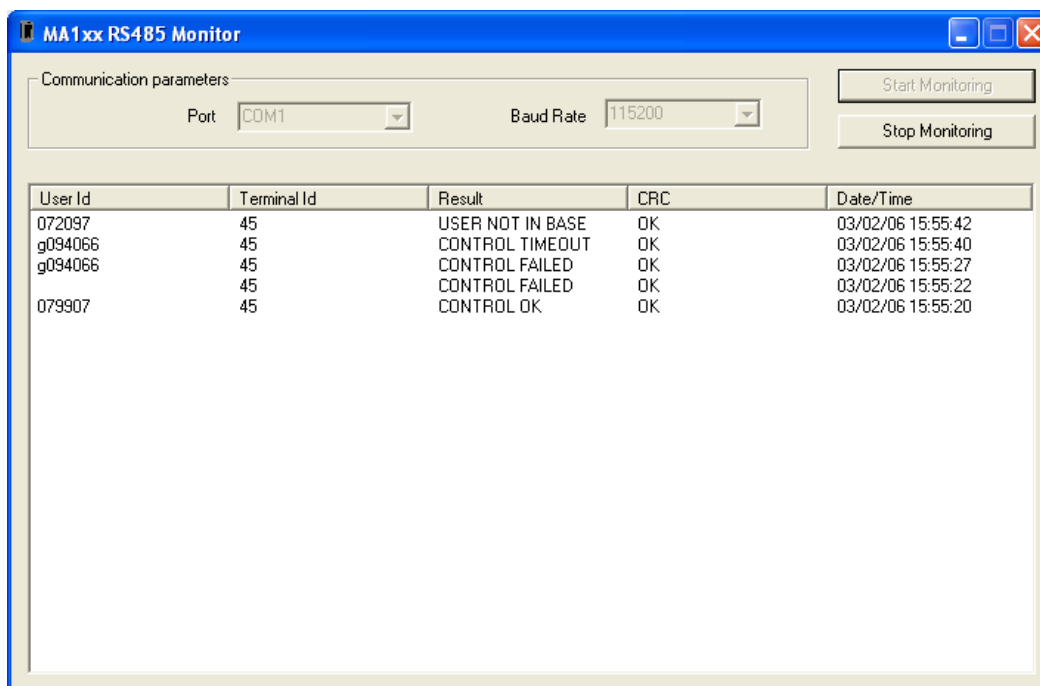 MA1xx RS485 Monitor
Communication parameters
Port COM1 Baud Rate 115200
Start Monitoring
Stop Monitoring
User Id Terminal Id Result CRC Date/Time
072097 45 USER NOT IN BASE OK 03/02/06 15:55:42
g094066 45 CONTROL TIMEOUT OK 03/02/06 15:55:40
g094066 45 CONTROL FAILED OK 03/02/06 15:55:27
45 CONTROL FAILED OK 03/02/06 15:55:22
079907 45 CONTROL OK OK 03/02/06 15:55:20